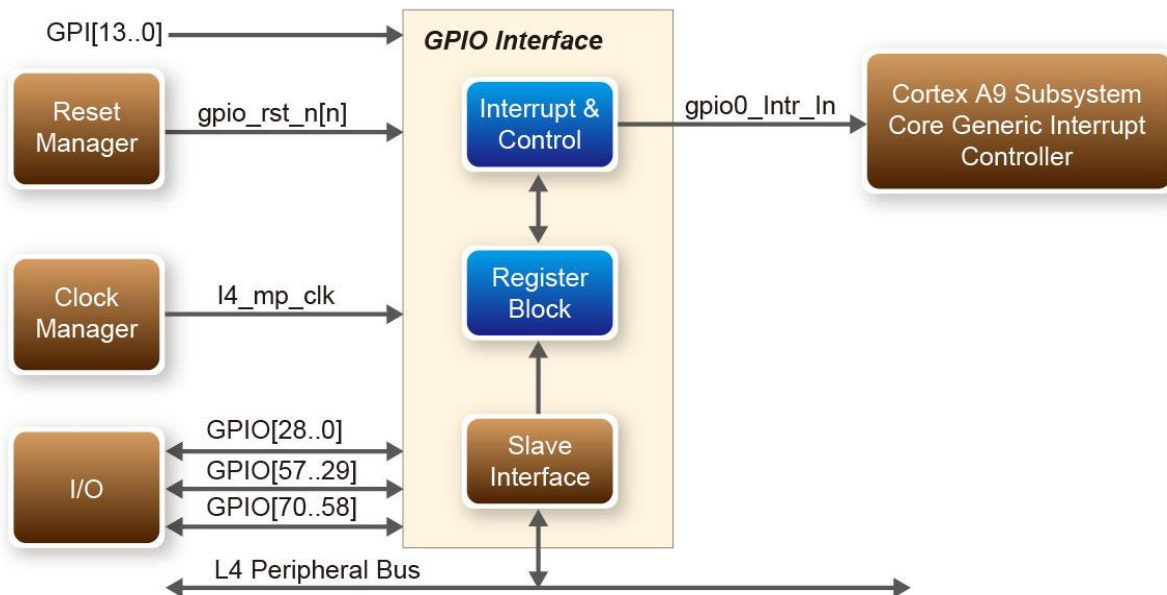 GPI[13..0]
GPIO Interface
Reset
Manager
gpio_rst_n[n]
Interrupt &
Control
gpio0_Intr_In
Cortex A9 Subsystem
Core Generic Interrupt
Controller
Clock
Manager
l4_mp_clk
Register
Block
I/O
GPIO[28..0]
GPIO[57..29]
GPIO[70..58]
Slave
Interface
L4 Peripheral Bus